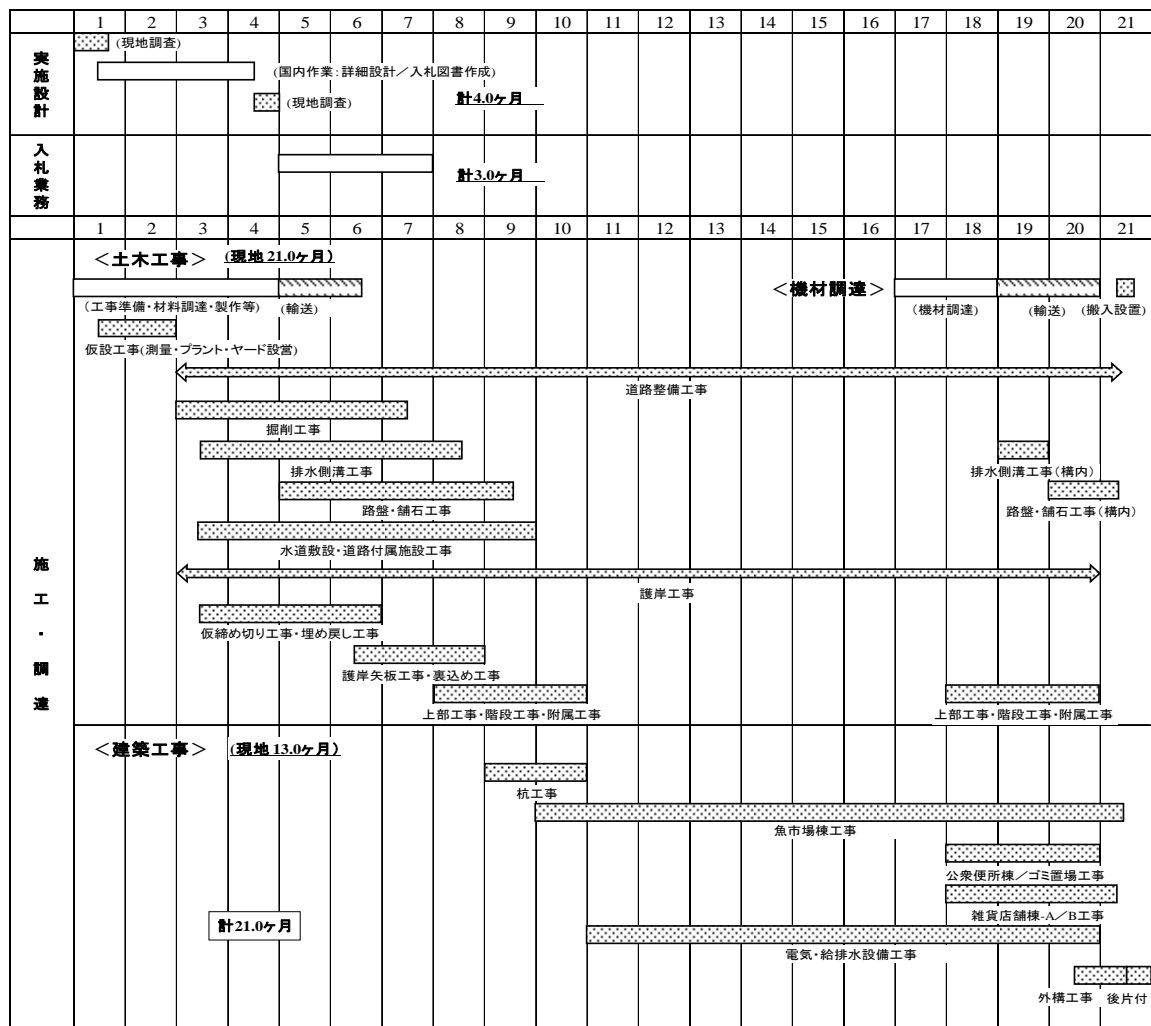 1 2 3 4 5 6 7 8 9 10 11 12 13 14 15 16 17 18 19 20 21
実施設計
(現地調査)
(国内作業：詳細設計／入札図書作成)
(現地調査)
計4.0ヶ月
入札業務
計3.0ヶ月
1 2 3 4 5 6 7 8 9 10 11 12 13 14 15 16 17 18 19 20 21
施工・調達
＜土木工事＞ (現地 21.0ヶ月)
＜機材調達＞
(工事準備・材料調達・製作等) (輸送)
(機材調達) (輸送) (搬入設置)
仮設工事(測量・プラント・ヤード設営)
道路整備工事
掘削工事
排水側溝工事
排水側溝工事(構内)
路盤・舗石工事
路盤・舗石工事(構内)
水道敷設・道路付属施設工事
護岸工事
仮締め切り工事・埋め戻し工事
護岸矢板工事・裏込め工事
上部工事・階段工事・附属工事
上部工事・階段工事・附属工事
＜建築工事＞ (現地 13.0ヶ月)
杭工事
魚市場棟工事
公衆便所棟／ゴミ置場工事
雑貨店舗棟-A／B工事
計21.0ヶ月
電気・給排水設備工事
外構工事 後片付